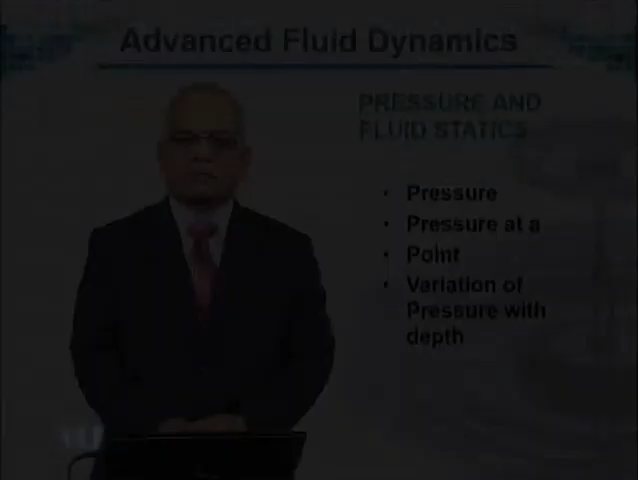 Advanced Fluid Dynamics
PRESSURE AND
FLUID STATICS
• Pressure
• Pressure at a
• Point
• Variation of
Pressure with
depth